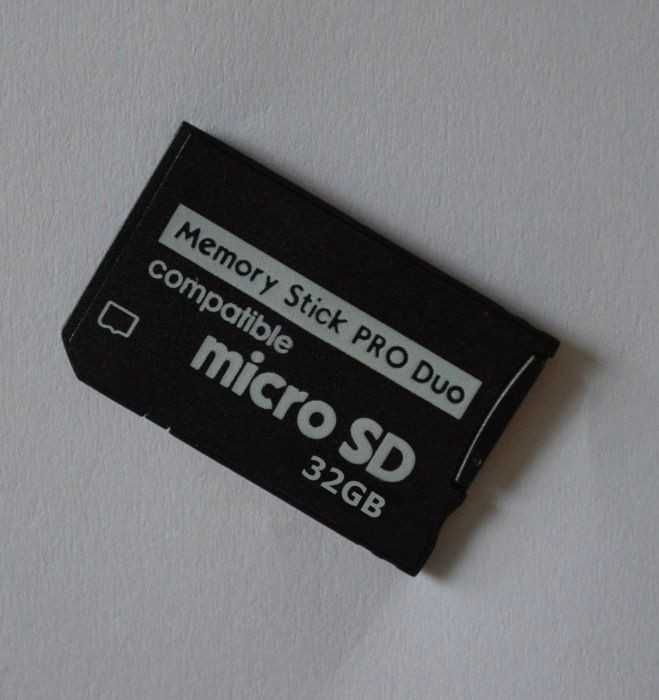 Memory Stick PRO Duo
compatible
micro SD
32GB